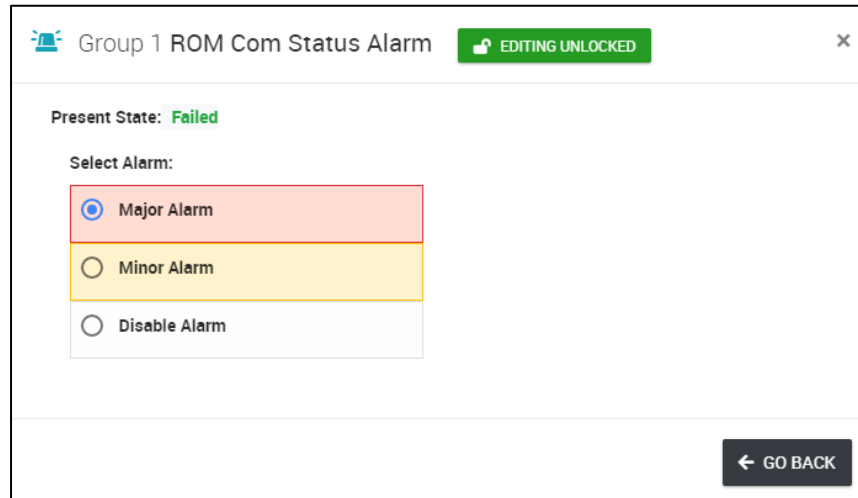 Group 1 ROM Com Status Alarm EDITING UNLOCKED ×
Present State: Failed
Select Alarm:
Major Alarm
Minor Alarm
Disable Alarm
GO BACK